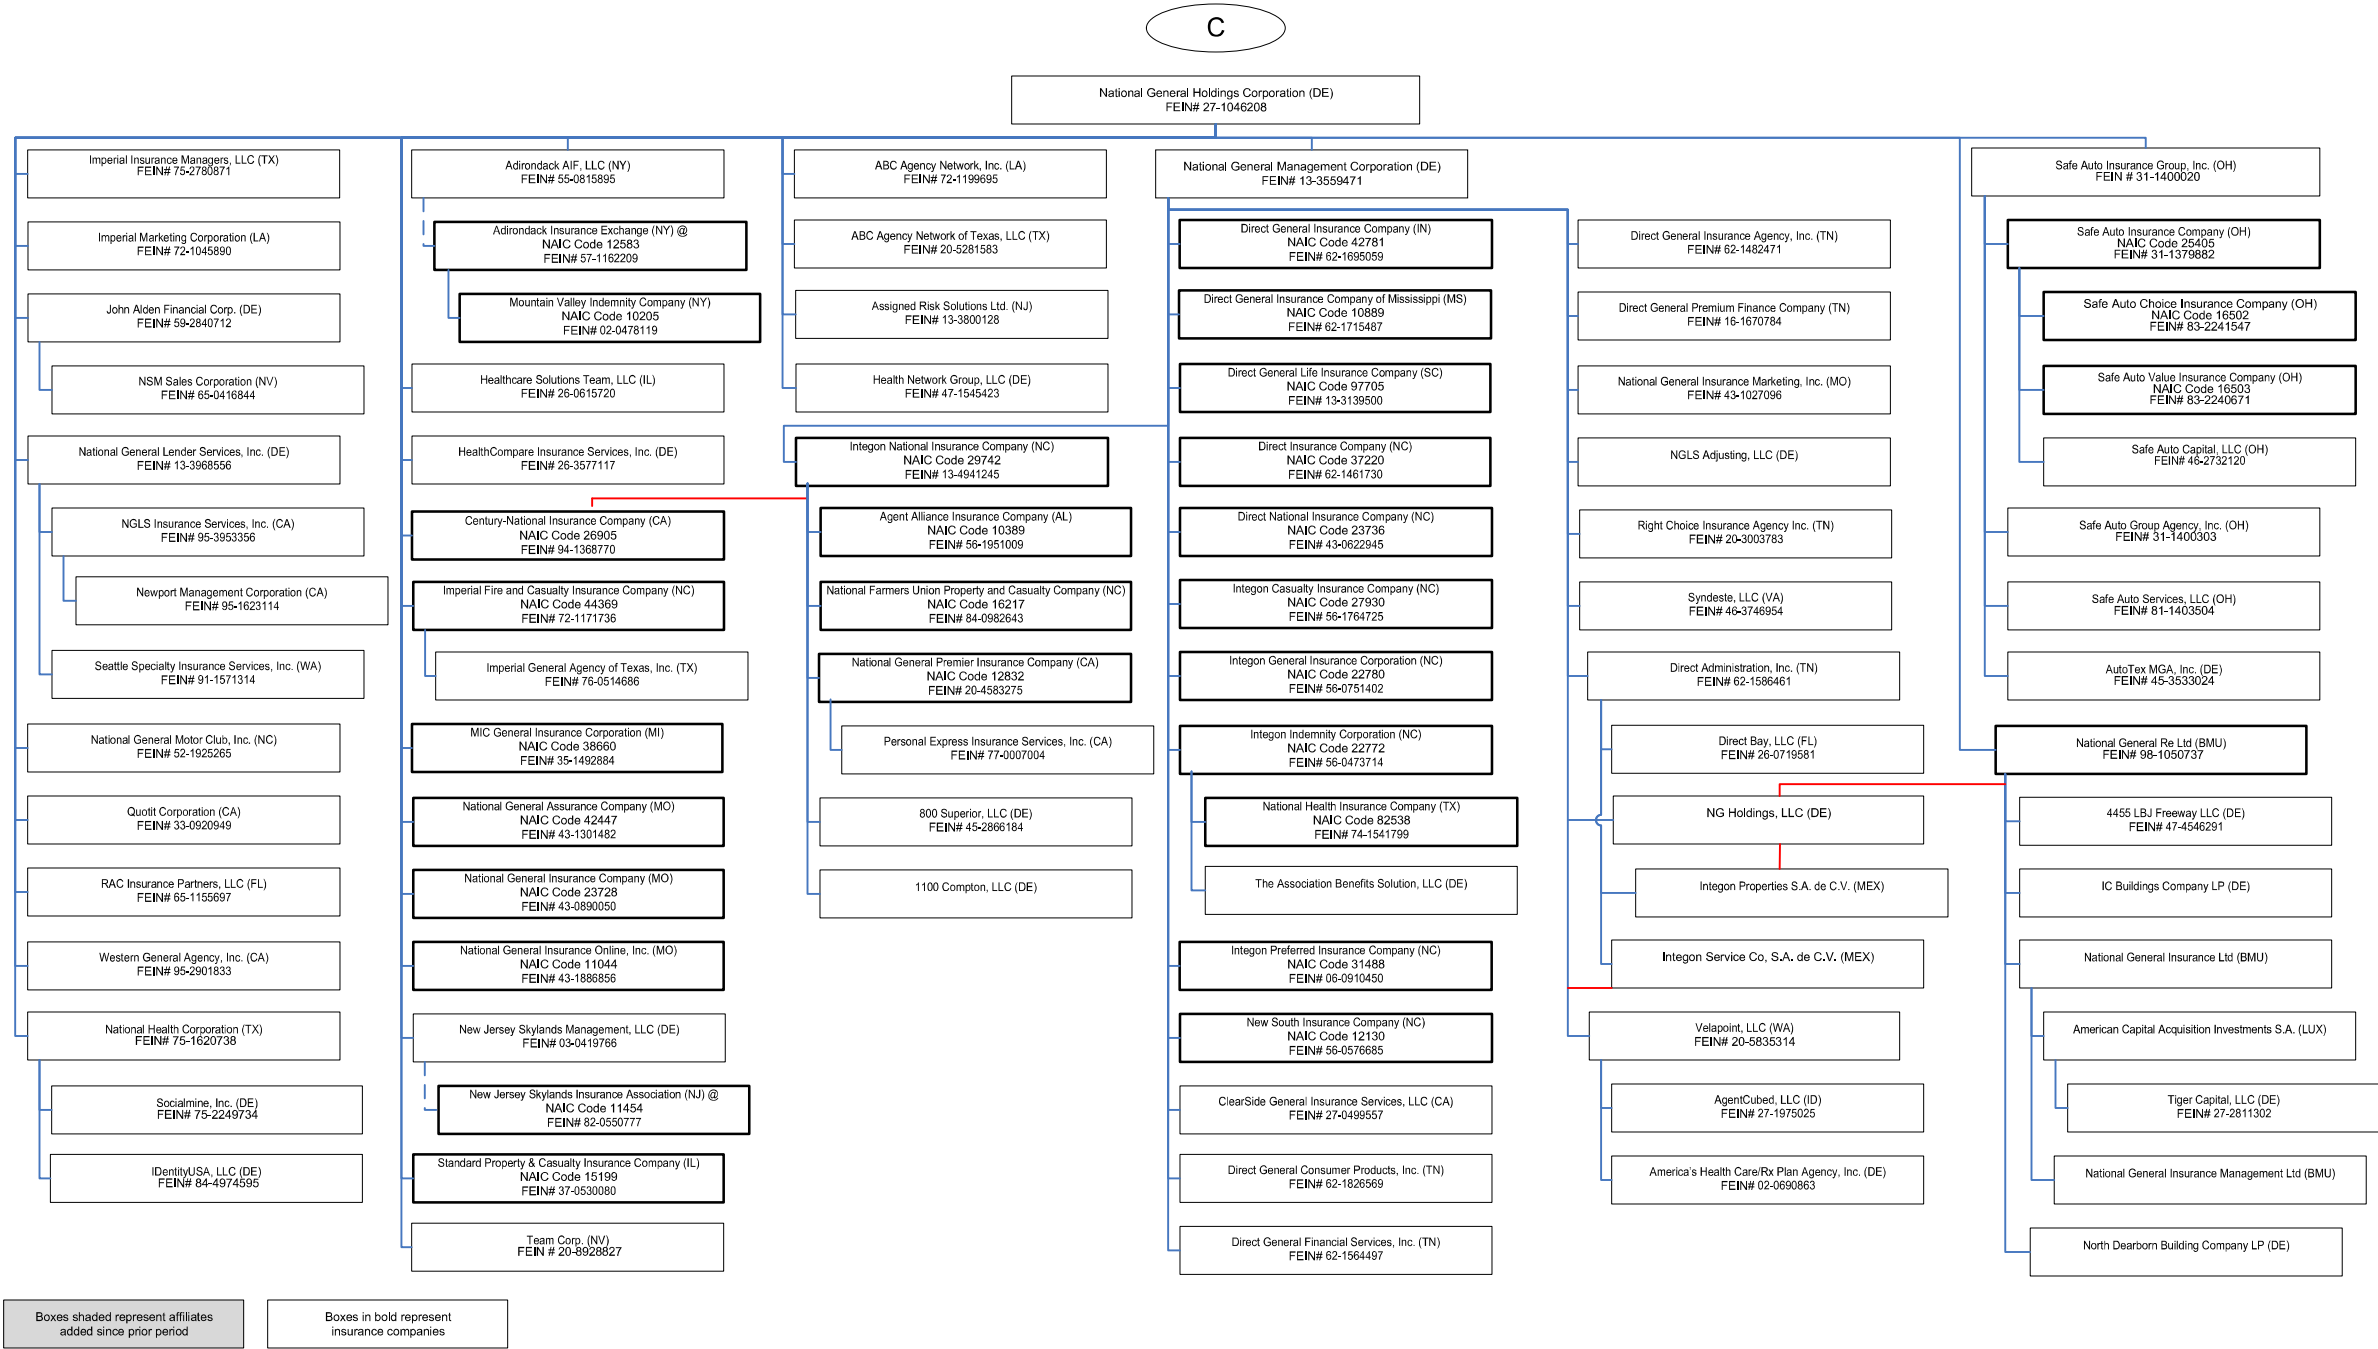 C
National General Holdings Corporation (DE)
FEIN# 27-1046208
Imperial Insurance Managers, LLC (TX)
FEIN# 75-2780871
Imperial Marketing Corporation (LA)
FEIN# 72-1045890
John Alden Financial Corp. (DE)
FEIN# 59-2840712
NSM Sales Corporation (NV)
FEIN# 65-0416844
National General Lender Services, Inc. (DE)
FEIN# 13-3968556
NGLS Insurance Services, Inc. (CA)
FEIN# 95-3953356
Newport Management Corporation (CA)
FEIN# 95-1623114
Seattle Specialty Insurance Services, Inc. (WA)
FEIN# 91-1571314
National General Motor Club, Inc. (NC)
FEIN# 52-1925265
Quotit Corporation (CA)
FEIN# 33-0920949
RAC Insurance Partners, LLC (FL)
FEIN# 65-1155697
Western General Agency, Inc. (CA)
FEIN# 95-2901833
National Health Corporation (TX)
FEIN# 75-1620738
Socialmine, Inc. (DE)
FEIN# 75-2249734
IDentityUSA, LLC (DE)
FEIN# 84-4974595
Adirondack AIF, LLC (NY)
FEIN# 55-0815895
Adirondack Insurance Exchange (NY) @
NAIC Code 12583
FEIN# 57-1162209
Mountain Valley Indemnity Company (NY)
NAIC Code 10205
FEIN# 02-0478119
Healthcare Solutions Team, LLC (IL)
FEIN# 26-0615720
HealthCompare Insurance Services, Inc. (DE)
FEIN# 26-3577117
Century-National Insurance Company (CA)
NAIC Code 26905
FEIN# 94-1368770
Imperial Fire and Casualty Insurance Company (NC)
NAIC Code 44369
FEIN# 72-1171736
Imperial General Agency of Texas, Inc. (TX)
FEIN# 76-0514686
MIC General Insurance Corporation (MI)
NAIC Code 38660
FEIN# 35-1492884
National General Assurance Company (MO)
NAIC Code 42447
FEIN# 43-1301482
National General Insurance Company (MO)
NAIC Code 23728
FEIN# 43-0890050
National General Insurance Online, Inc. (MO)
NAIC Code 11044
FEIN# 43-1886856
New Jersey Skylands Management, LLC (DE)
FEIN# 03-0419766
New Jersey Skylands Insurance Association (NJ) @
NAIC Code 11454
FEIN# 82-0550777
Standard Property & Casualty Insurance Company (IL)
NAIC Code 15199
FEIN# 37-0530080
Team Corp. (NV)
FEIN # 20-8928827
ABC Agency Network, Inc. (LA)
FEIN# 72-1199695
ABC Agency Network of Texas, LLC (TX)
FEIN# 20-5281583
Assigned Risk Solutions Ltd. (NJ)
FEIN# 13-3800128
Health Network Group, LLC (DE)
FEIN# 47-1545423
Integon National Insurance Company (NC)
NAIC Code 29742
FEIN# 13-4941245
Agent Alliance Insurance Company (AL)
NAIC Code 10389
FEIN# 56-1951009
National Farmers Union Property and Casualty Company (NC)
NAIC Code 16217
FEIN# 84-0982643
National General Premier Insurance Company (CA)
NAIC Code 12832
FEIN# 20-4583275
Personal Express Insurance Services, Inc. (CA)
FEIN# 77-0007004
800 Superior, LLC (DE)
FEIN# 45-2866184
1100 Compton, LLC (DE)
National General Management Corporation (DE)
FEIN# 13-3559471
Direct General Insurance Company (IN)
NAIC Code 42781
FEIN# 62-1695059
Direct General Insurance Company of Mississippi (MS)
NAIC Code 10889
FEIN# 62-1715487
Direct General Life Insurance Company (SC)
NAIC Code 97705
FEIN# 13-3139500
Direct Insurance Company (NC)
NAIC Code 37220
FEIN# 62-1461730
Direct National Insurance Company (NC)
NAIC Code 23736
FEIN# 43-0622945
Integon Casualty Insurance Company (NC)
NAIC Code 27930
FEIN# 56-1764725
Integon General Insurance Corporation (NC)
NAIC Code 22780
FEIN# 56-0751402
Integon Indemnity Corporation (NC)
NAIC Code 22772
FEIN# 56-0473714
National Health Insurance Company (TX)
NAIC Code 82538
FEIN# 74-1541799
The Association Benefits Solution, LLC (DE)
Integon Preferred Insurance Company (NC)
NAIC Code 31488
FEIN# 06-0910450
New South Insurance Company (NC)
NAIC Code 12130
FEIN# 56-0576685
ClearSide General Insurance Services, LLC (CA)
FEIN# 27-0499557
Direct General Consumer Products, Inc. (TN)
FEIN# 62-1826569
Direct General Financial Services, Inc. (TN)
FEIN# 62-1564497
Direct General Insurance Agency, Inc. (TN)
FEIN# 62-1482471
Direct General Premium Finance Company (TN)
FEIN# 16-1670784
National General Insurance Marketing, Inc. (MO)
FEIN# 43-1027096
NGLS Adjusting, LLC (DE)
Right Choice Insurance Agency Inc. (TN)
FEIN# 20-3003783
Syndeste, LLC (VA)
FEIN# 46-3746954
Direct Administration, Inc. (TN)
FEIN# 62-1586461
Direct Bay, LLC (FL)
FEIN# 26-0719581
NG Holdings, LLC (DE)
Integon Properties S.A. de C.V. (MEX)
Integon Service Co, S.A. de C.V. (MEX)
Velapoint, LLC (WA)
FEIN# 20-5835314
AgentCubed, LLC (ID)
FEIN# 27-1975025
America's Health Care/Rx Plan Agency, Inc. (DE)
FEIN# 02-0690863
Safe Auto Insurance Group, Inc. (OH)
FEIN # 31-1400020
Safe Auto Insurance Company (OH)
NAIC Code 25405
FEIN# 31-1379882
Safe Auto Choice Insurance Company (OH)
NAIC Code 16502
FEIN# 83-2241547
Safe Auto Value Insurance Company (OH)
NAIC Code 16503
FEIN# 83-2240671
Safe Auto Capital, LLC (OH)
FEIN# 46-2732120
Safe Auto Group Agency, Inc. (OH)
FEIN# 31-1400303
Safe Auto Services, LLC (OH)
FEIN# 81-1403504
AutoTex MGA, Inc. (DE)
FEIN# 45-3533024
National General Re Ltd (BMU)
FEIN# 98-1050737
4455 LBJ Freeway LLC (DE)
FEIN# 47-4546291
IC Buildings Company LP (DE)
National General Insurance Ltd (BMU)
American Capital Acquisition Investments S.A. (LUX)
Tiger Capital, LLC (DE)
FEIN# 27-2811302
National General Insurance Management Ltd (BMU)
North Dearborn Building Company LP (DE)
Boxes shaded represent affiliates
added since prior period
Boxes in bold represent
insurance companies